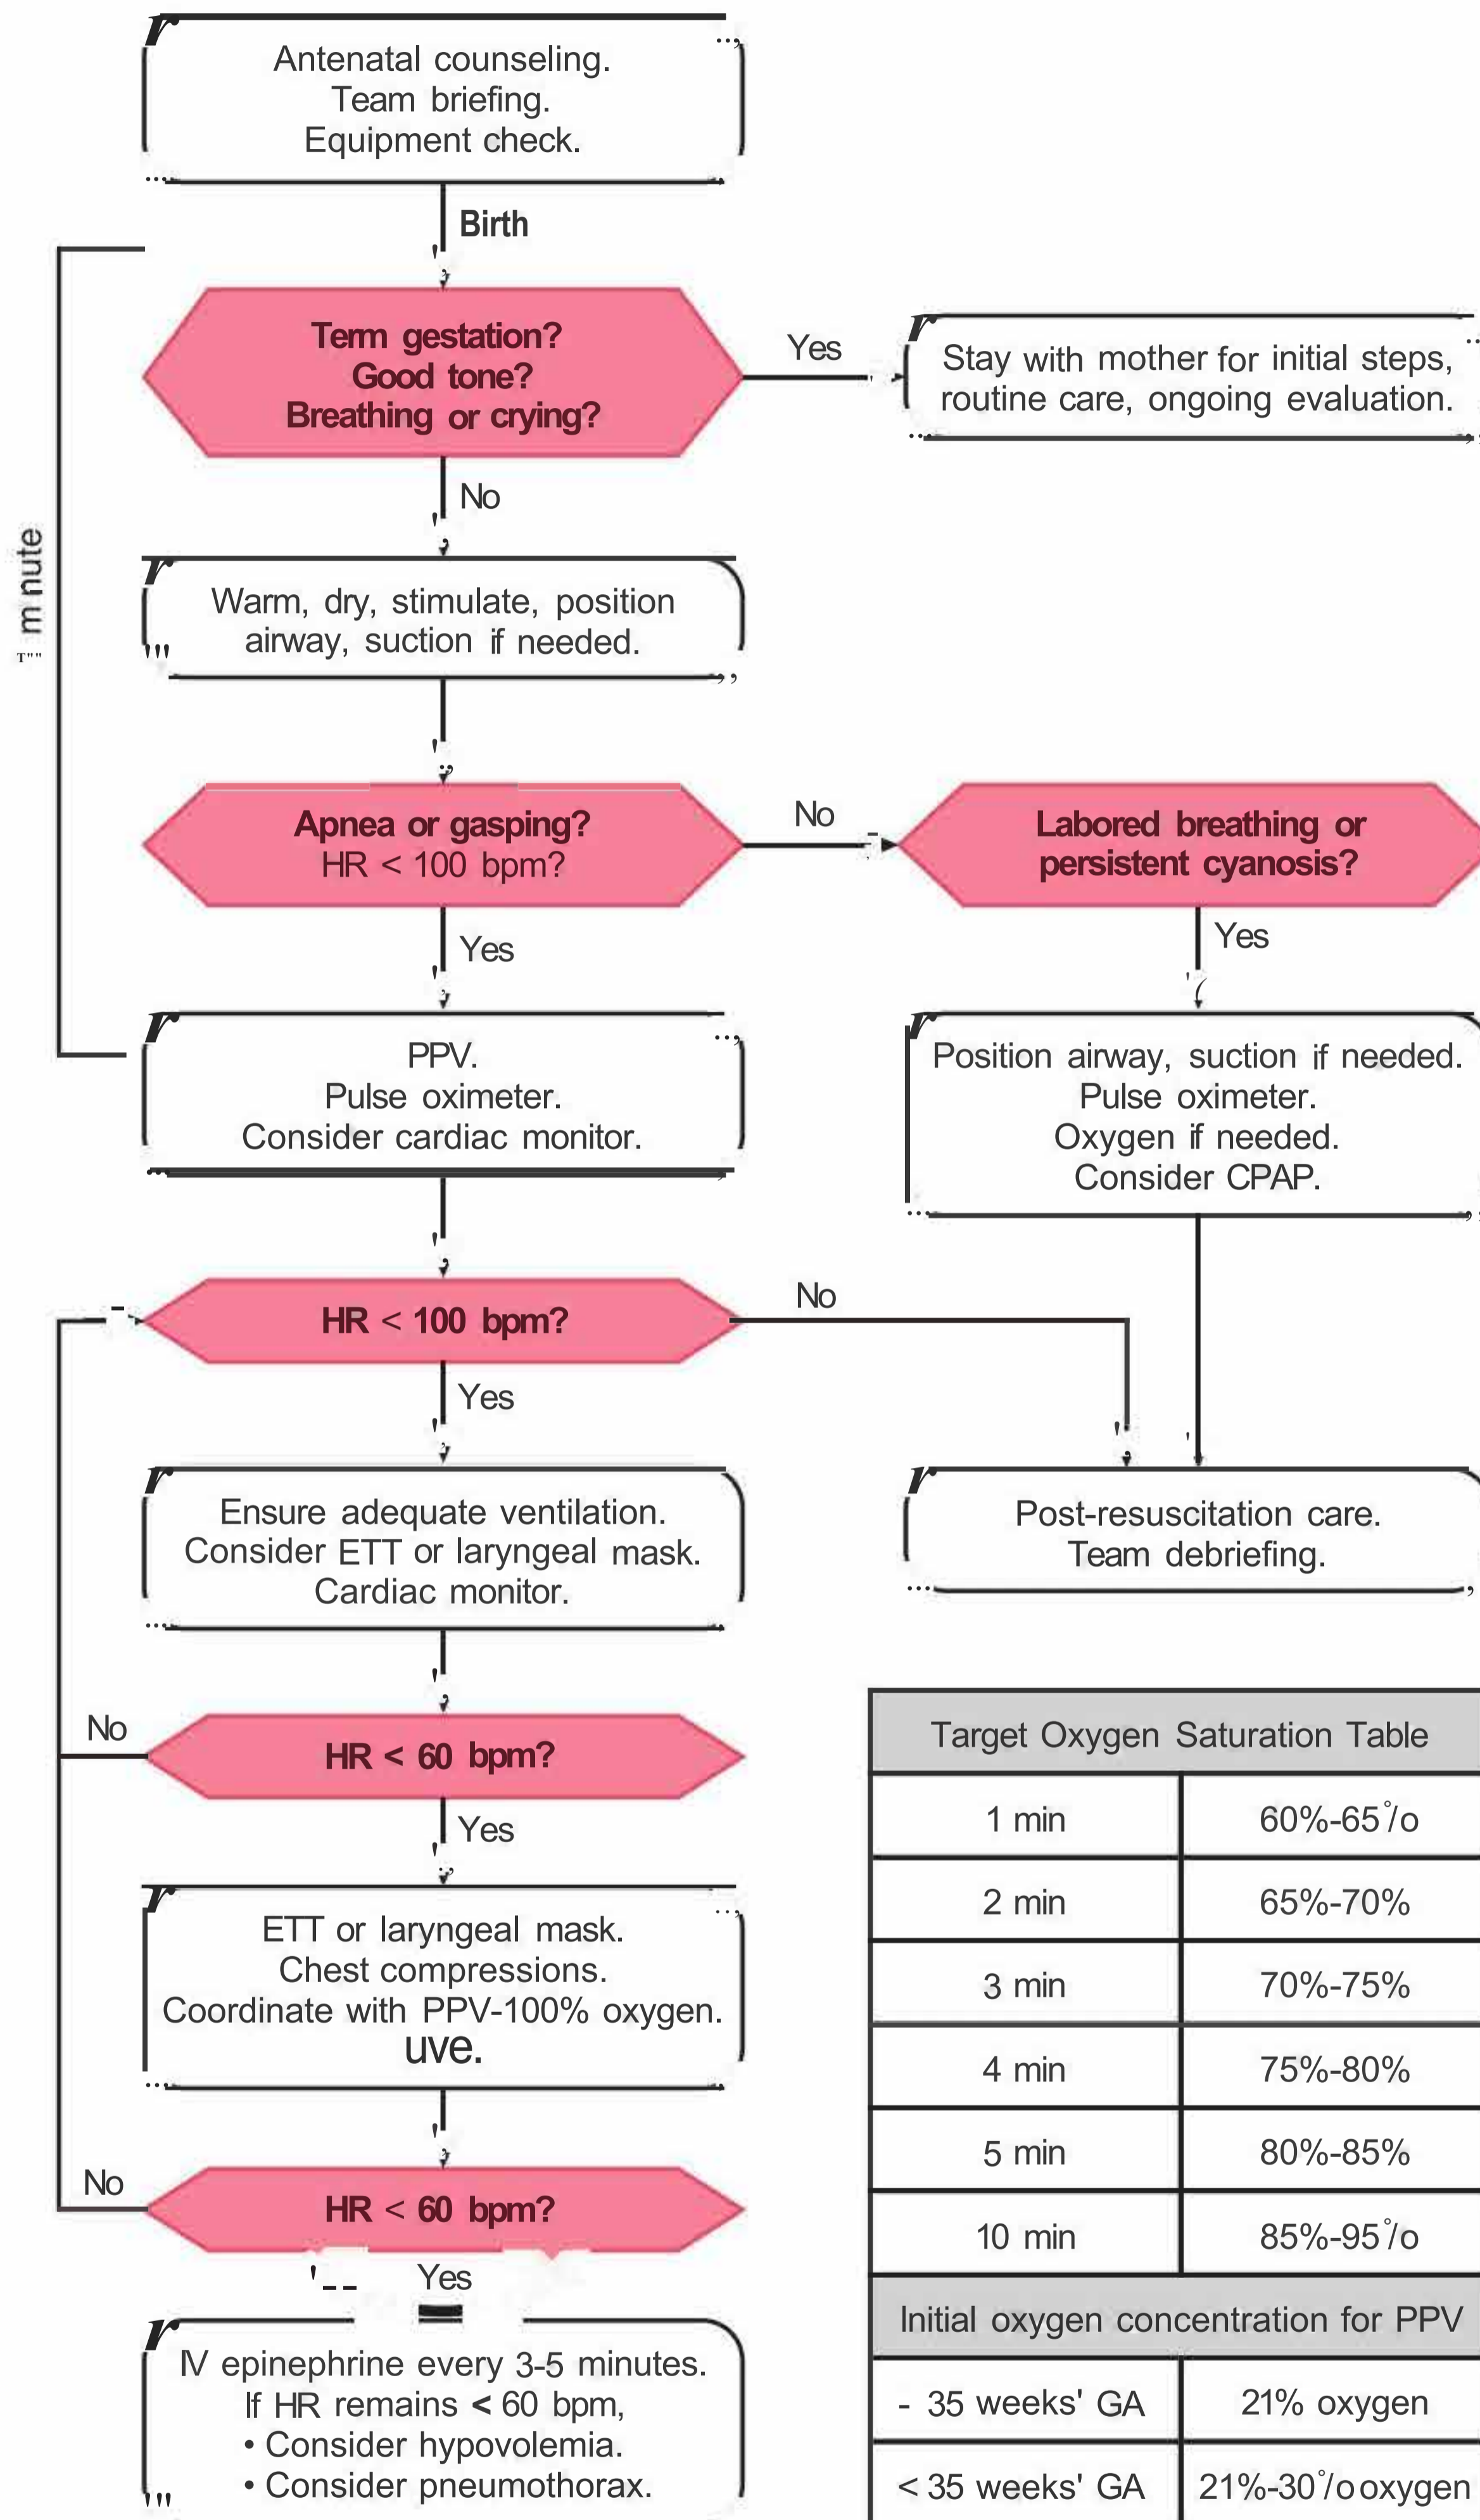 Antenatal counseling.
Team briefing.
Equipment check.
Birth
Term gestation?
Good tone?
Breathing or crying?
Yes
Stay with mother for initial steps,
routine care, ongoing evaluation.
No
minute
Warm, dry, stimulate, position
airway, suction if needed.
Apnea or gasping?
HR < 100 bpm?
No
Labored breathing or
persistent cyanosis?
Yes
Yes
PPV.
Pulse oximeter.
Consider cardiac monitor.
Position airway, suction if needed.
Pulse oximeter.
Oxygen if needed.
Consider CPAP.
HR < 100 bpm?
No
Yes
Ensure adequate ventilation.
Consider ETT or laryngeal mask.
Cardiac monitor.
Post-resuscitation care.
Team debriefing.
HR < 60 bpm?
No
Yes
ETT or laryngeal mask.
Chest compressions.
Coordinate with PPV-100% oxygen.
uve.
HR < 60 bpm?
No
Yes
IV epinephrine every 3-5 minutes.
If HR remains < 60 bpm,
• Consider hypovolemia.
• Consider pneumothorax.
Target Oxygen Saturation Table
1 min 60%-65°/o
2 min 65%-70%
3 min 70%-75%
4 min 75%-80%
5 min 80%-85%
10 min 85%-95°/o
Initial oxygen concentration for PPV
- 35 weeks' GA 21% oxygen
< 35 weeks' GA 21%-30°/o oxygen